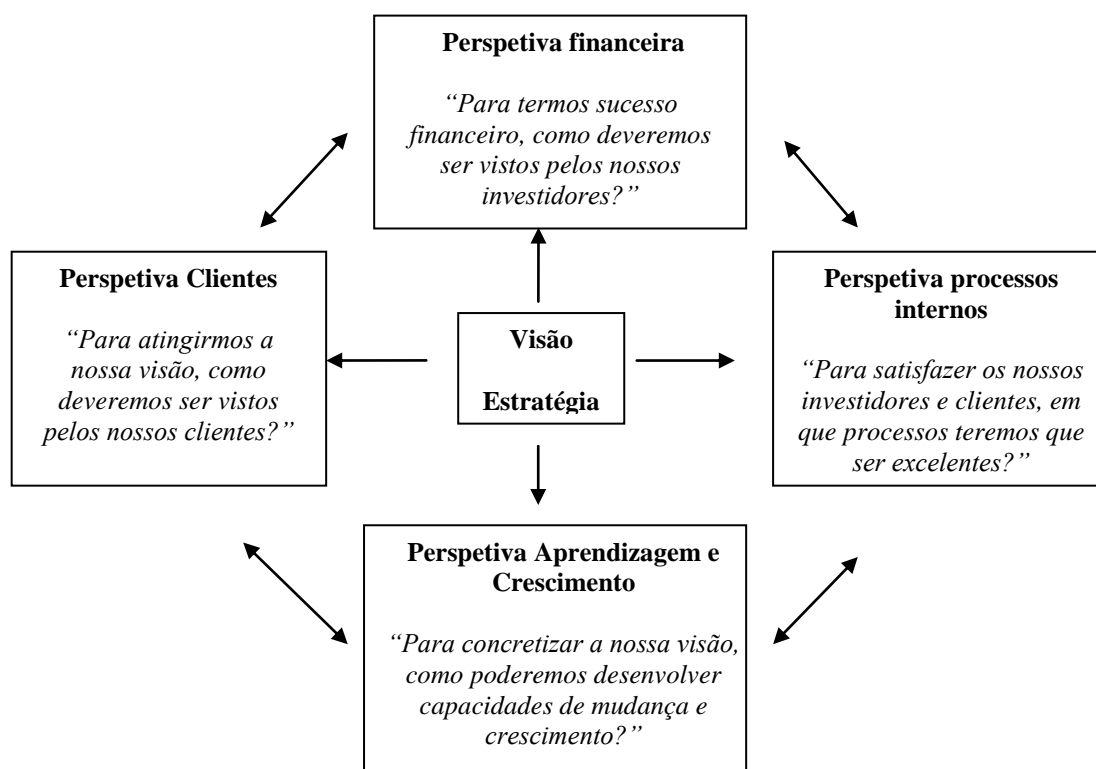 Perspetiva financeira
“Para termos sucesso
financeiro, como deveremos
ser vistos pelos nossos
investidores?”
Perspetiva Clientes
“Para atingirmos a
nossa visão, como
deveremos ser vistos
pelos nossos clientes?”
Visão
Estratégia
Perspetiva processos
internos
“Para satisfazer os nossos
investidores e clientes, em
que processos teremos que
ser excelentes?”
Perspetiva Aprendizagem e
Crescimento
“Para concretizar a nossa visão,
como poderemos desenvolver
capacidades de mudança e
crescimento?”